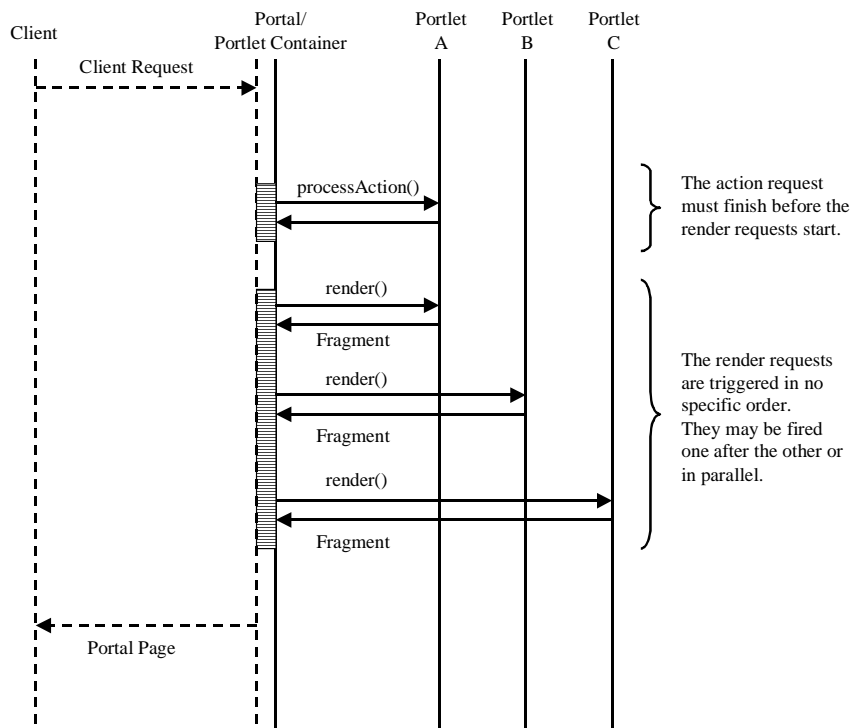 Client
Portal/
Portlet Container
Portlet
A
Portlet
B
Portlet
C
Client Request
processAction()
The action request
must finish before the
render requests start.
render()
Fragment
render()
Fragment
render()
Fragment
The render requests
are triggered in no
specific order.
They may be fired
one after the other or
in parallel.
Portal Page